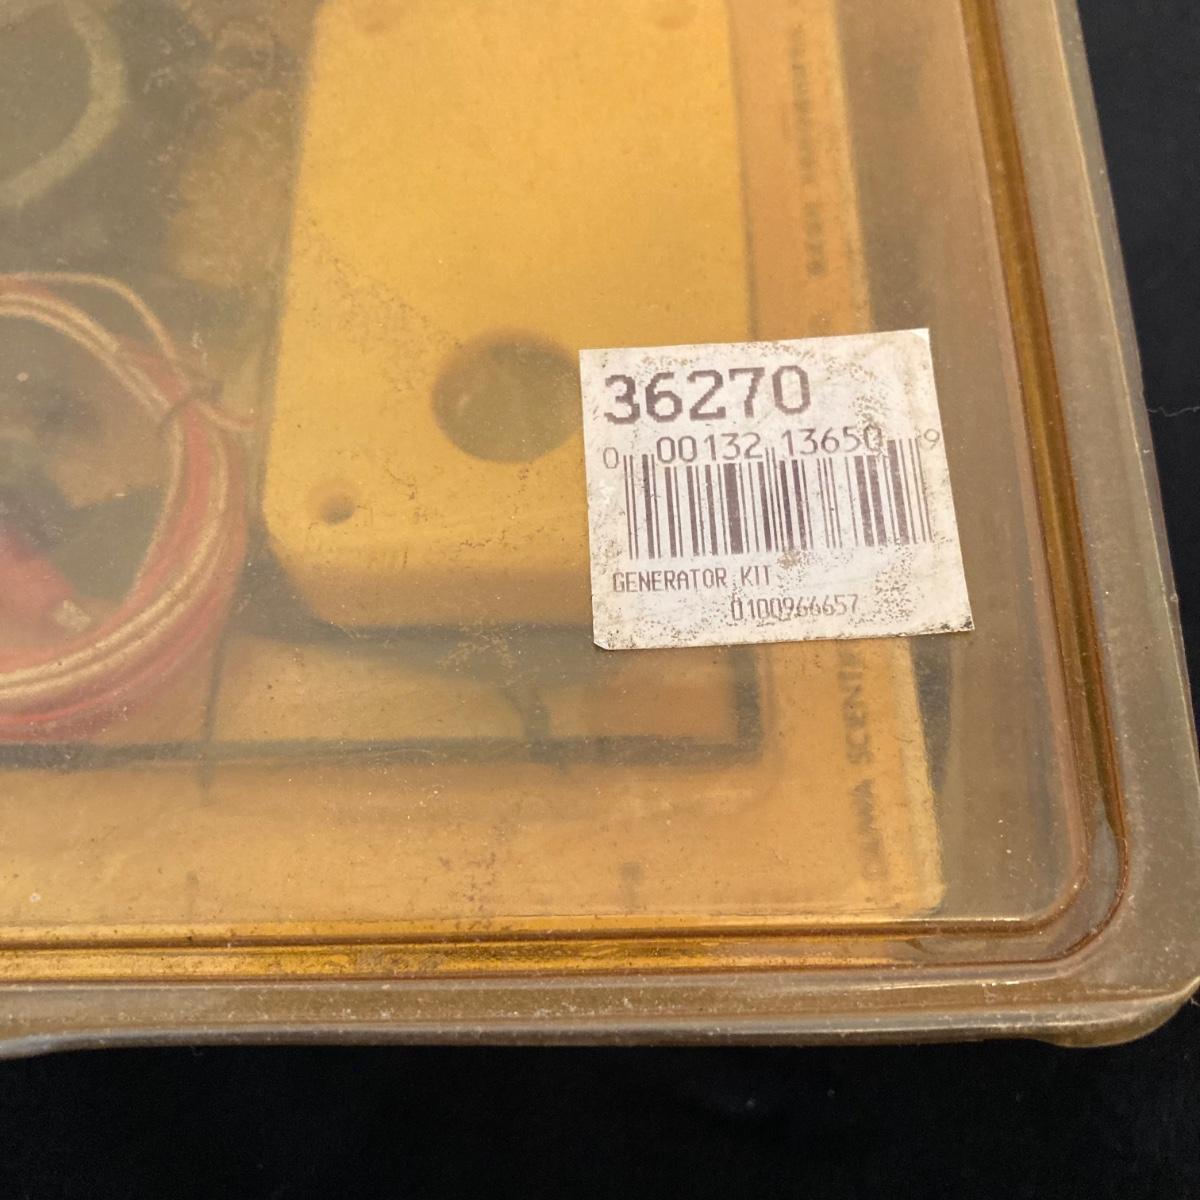 36270
0 00132 13650 9
GENERATOR KIT
0100966657